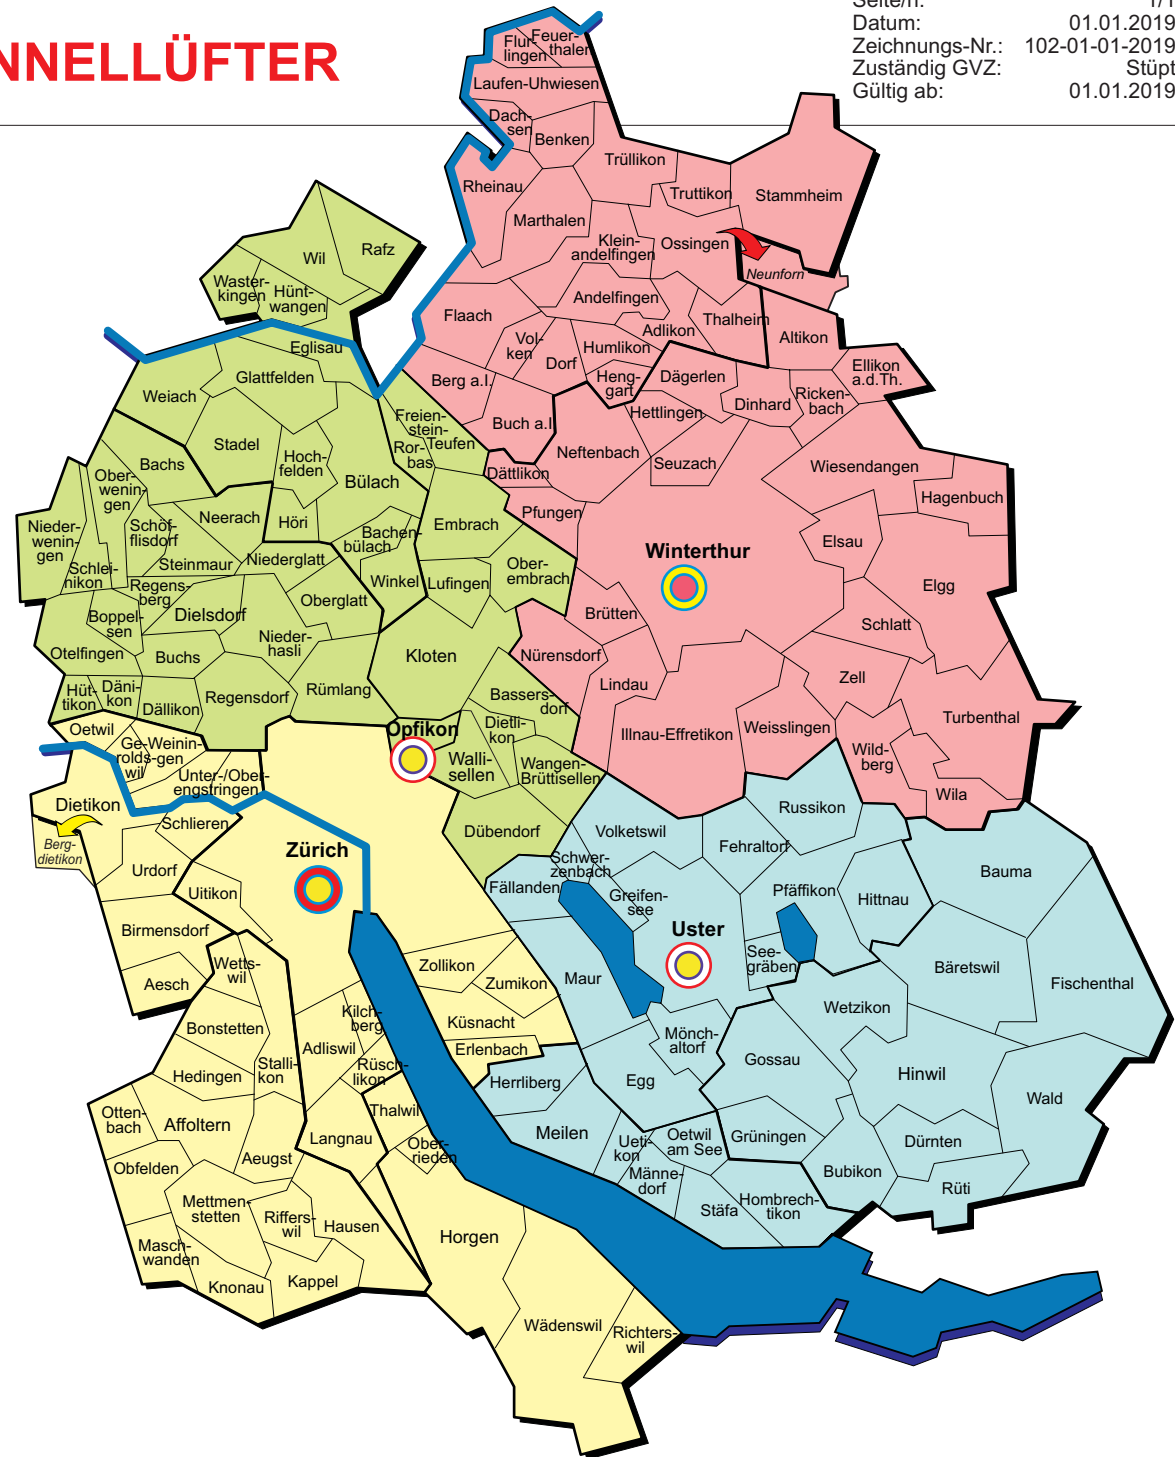 NNELLÜFTER
Seite/n: 1/1
Datum: 01.01.2019
Zeichnungs-Nr.: 102-01-01-2019
Zuständig GVZ: Stüpt
Gültig ab: 01.01.2019
Flur-
lingen
Feuer-
thalen
Laufen-Uhwiesen
Dach-
sen
Benken
Trüllikon
Rheinau
Truttikon
Stammheim
Marthalen
Klein-
andelfingen
Ossingen
Neunforn
Rafz
Wil
Waster-
kingen
Hünt-
wangen
Andelfingen
Flaach
Thalheim
Altikon
Adlikon
Vol-
ken
Humlikon
Dorf
Eglisau
Glattfelden
Berg a.I.
Heng-
gart
Dägerlen
Ellikon
a.d.Th.
Ricken-
bach
Dinhard
Weiach
Freien-
stein-
Teufen
Buch a.I
Hettlingen
Stadel
Hoch-
felden
Ror-
bas
Neftenbach
Seuzach
Wiesendangen
Bachs
Ober-
wenin-
gen
Bülach
Dättlikon
Hagenbuch
Pfungen
Neerach
Höri
Embrach
Nieder-
wenin-
gen
Schöf-
flisdorf
Bachen-
bülach
Elsau
Winterthur
Steinmaur
Niederglatt
Schlei-
nikon
Ober-
embrach
Regens-
berg
Winkel
Lufingen
Elgg
Oberglatt
Boppel-
sen
Dielsdorf
Brütten
Schlatt
Nieder-
hasli
Otelfingen
Buchs
Kloten
Nürensdorf
Zell
Lindau
Hüt-
tikon
Däni-
kon
Dällikon
Regensdorf
Rümlang
Bassers-
dorf
Turbenthal
Oetwil
Opfikon
Dietli-
kon
Illnau-Effretikon
Weisslingen
Ge-
rolds-
wil
Weinin-
gen
Walli-
sellen
Wangen-
Brüttisellen
Wild-
berg
Unter-/Ober-
engstringen
Wila
Dietikon
Russikon
Schlieren
Dübendorf
Volketswil
Fehraltorf
Berg-
dietikon
Zürich
Schwer-
zenbach
Urdorf
Bauma
Uitikon
Fällanden
Greifen-
see
Pfäffikon
Hittnau
Birmensdorf
Uster
See-
gräben
Wetts-
wil
Zollikon
Bäretswil
Aesch
Zumikon
Maur
Fischenthal
Wetzikon
Kilch-
berg
Küsnacht
Bonstetten
Mönch-
altorf
Adliswil
Erlenbach
Gossau
Stalli-
kon
Rüsch-
likon
Hedingen
Egg
Herrliberg
Hinwil
Wald
Otten-
bach
Thalwil
Affoltern
Langnau
Meilen
Grüningen
Ueti-
kon
Oetwil
am See
Dürnten
Ober-
rieden
Obfelden
Aeugst
Bubikon
Männe-
dorf
Rüti
Mettmen-
stetten
Riffers-
wil
Hausen
Stäfa
Hombrech-
tikon
Horgen
Masch-
wanden
Knonau
Kappel
Wädenswil
Richters-
wil